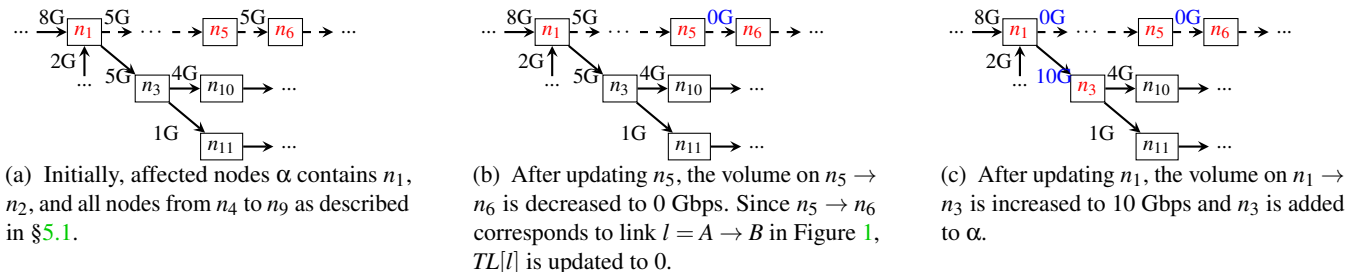 8G 5G 5G
... n1 ... n5 n6 ...
2G 5G 4G
... n3 n10 ...
1G
n11 ...
(a) Initially, affected nodes α contains n1,
n2, and all nodes from n4 to n9 as described
in §5.1.
8G 5G 0G
... n1 ... n5 n6 ...
2G 5G 4G
... n3 n10 ...
1G
n11 ...
(b) After updating n5, the volume on n5 →
n6 is decreased to 0 Gbps. Since n5 → n6
corresponds to link l = A → B in Figure 1,
TL[l] is updated to 0.
8G 0G 0G
... n1 ... n5 n6 ...
2G 10G 4G
... n3 n10 ...
1G
n11 ...
(c) After updating n1, the volume on n1 →
n3 is increased to 10 Gbps and n3 is added
to α.